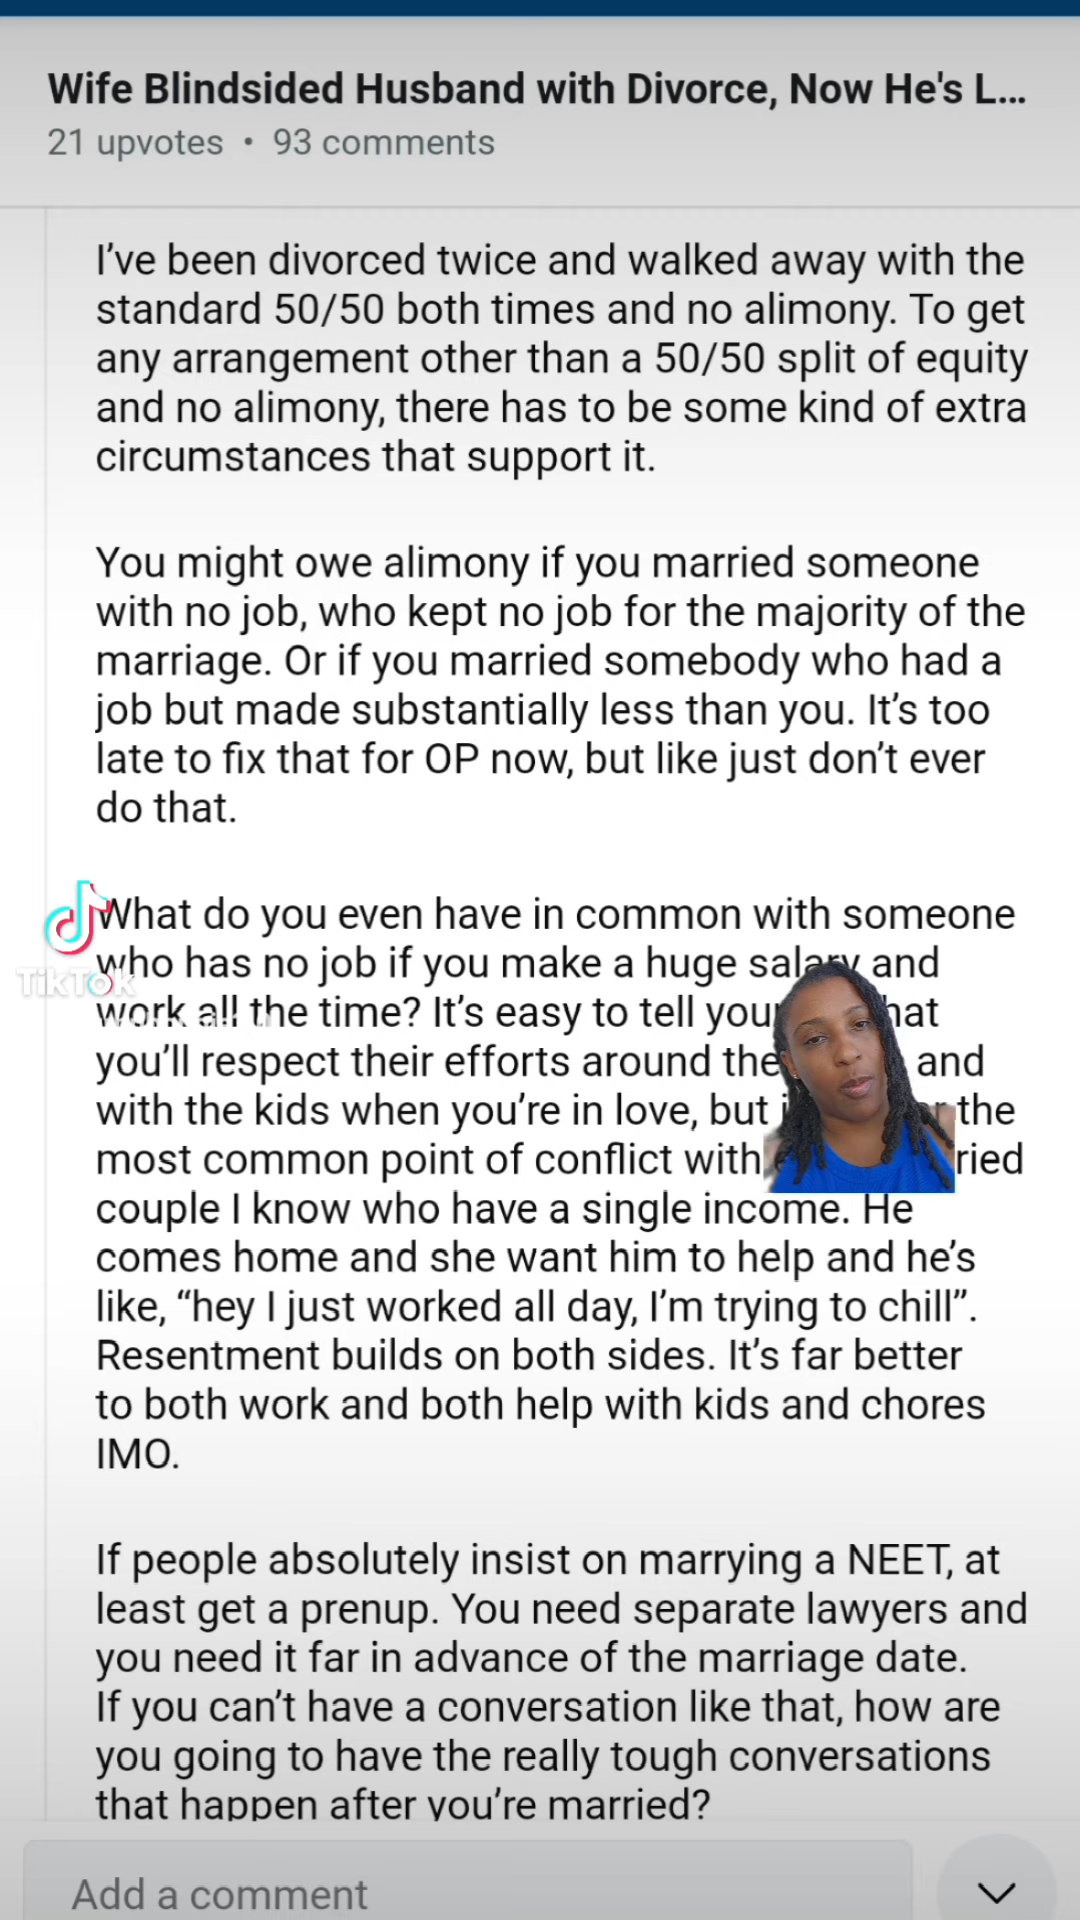 Wife Blindsided Husband with Divorce, Now He's L...
21 upvotes • 93 comments
I've been divorced twice and walked away with the
standard 50/50 both times and no alimony. To get
any arrangement other than a 50/50 split of equity
and no alimony, there has to be some kind of extra
circumstances that support it.
You might owe alimony if you married someone
with no job, who kept no job for the majority of the
marriage. Or if you married somebody who had a
job but made substantially less than you. It's too
late to fix that for OP now, but like just don't ever
do that.
What do you even have in common with someone
who has no job if you make a huge salary and
TikTok
work all the time? It's easy to tell
you'll respect their efforts around the and
with the kids when you're in love, but the
most common point of conflict with
couple I know who have a single income. He
comes home and she want him to help and he's
like, “hey I just worked all day, I'm trying to chill”.
Resentment builds on both sides. It's far better
to both work and both help with kids and chores
IMO.
If people absolutely insist on marrying a NEET, at
least get a prenup. You need separate lawyers and
you need it far in advance of the marriage date.
If you can't have a conversation like that, how are
you going to have the really tough conversations
that happen after you're married?
Add a comment